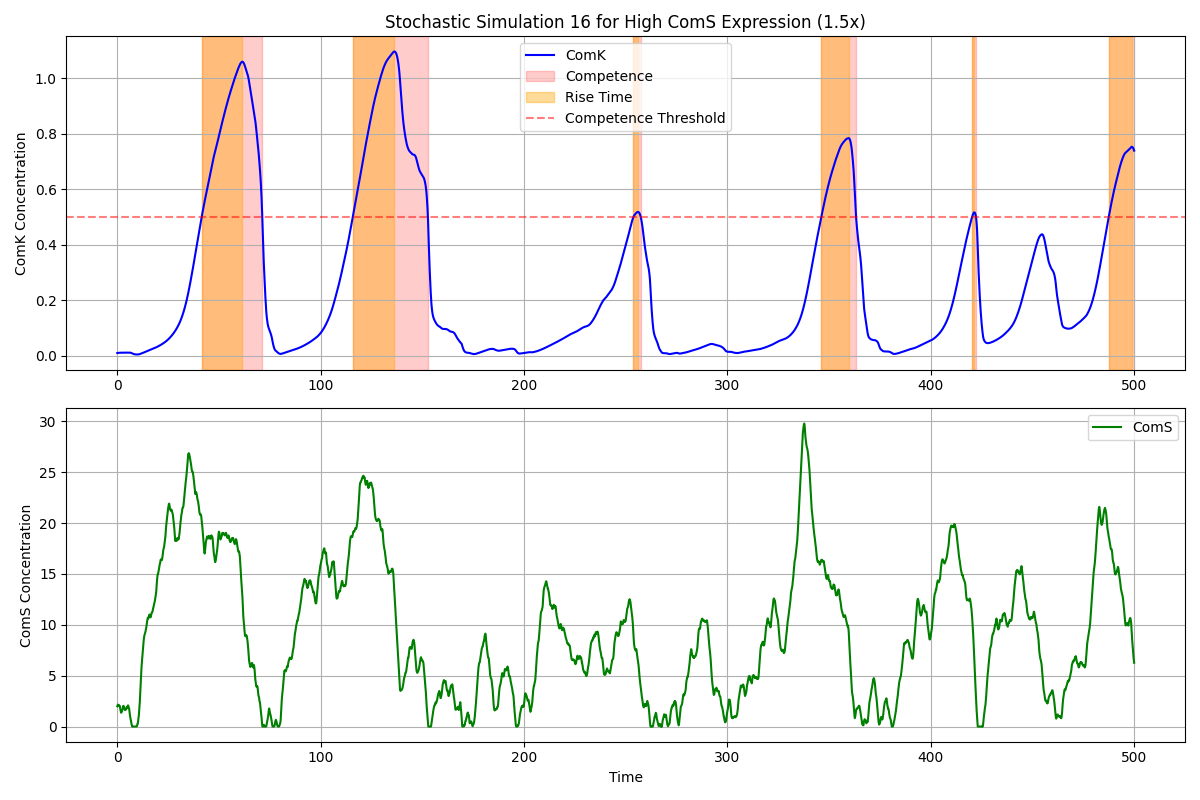 Stochastic Simulation 16 for High ComS Expression (1.5x)
ComK
Competence
Rise Time
Competence Threshold
ComK Concentration
1.0
0.8
0.6
0.4
0.2
0.0
0 100 200 300 400 500
ComS
ComS Concentration
30
25
20
15
10
5
0
0 100 200 300 400 500
Time